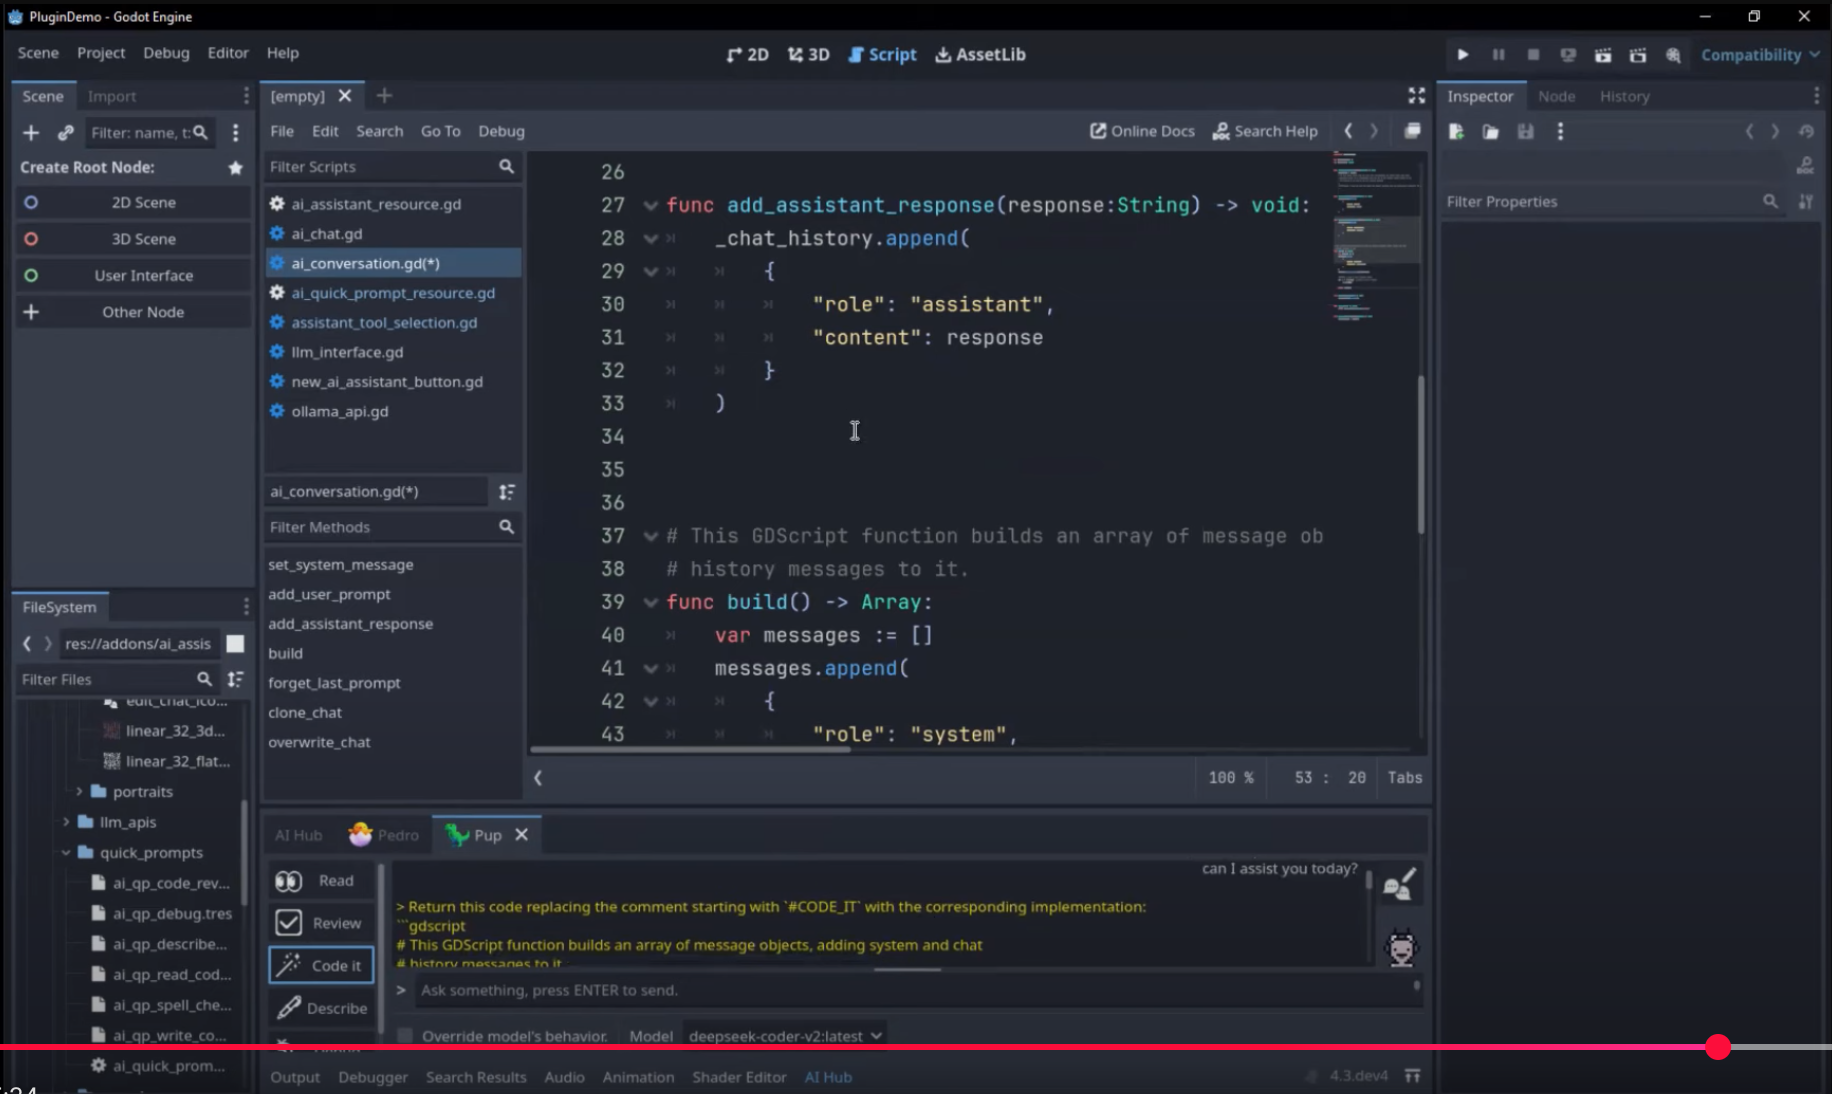 PluginDemo - Godot Engine
Scene Project Debug Editor Help
2D 3D Script AssetLib
Compatibility
Scene Import
[empty]
Inspector Node History
Filter: name, t:
File Edit Search Go To Debug
Online Docs Search Help
Create Root Node:
2D Scene
3D Scene
User Interface
Other Node
Filter Scripts
ai_assistant_resource.gd
ai_chat.gd
ai_conversation.gd(*)
ai_quick_prompt_resource.gd
assistant_tool_selection.gd
llm_interface.gd
new_ai_assistant_button.gd
ollama_api.gd
ai_conversation.gd(*)
Filter Methods
set_system_message
add_user_prompt
add_assistant_response
build
forget_last_prompt
clone_chat
overwrite_chat
26
27 func add_assistant_response(response:String) -> void:
28 _chat_history.append(
29 {
30 "role": "assistant",
31 "content": response
32 }
33 )
34
35
36
37 # This GDScript function builds an array of message ob
38 # history messages to it.
39 func build() -> Array:
40 var messages := []
41 messages.append(
42 {
43 "role": "system",
100 % 53 : 20 Tabs
Filter Properties
FileSystem
res://addons/ai_assis
Filter Files
edit_chat_ico...
linear_32_3d...
linear_32_flat...
portraits
llm_apis
quick_prompts
ai_qp_code_rev...
ai_qp_debug.tres
ai_qp_describe...
ai_qp_read_cod...
ai_qp_spell_che...
ai_qp_write_co...
ai_quick_prom...
AI Hub Pedro Pup
Read
Review
Code it
Describe
can I assist you today?
> Return this code replacing the comment starting with `#CODE_IT` with the corresponding implementation:
```gdscript
# This GDScript function builds an array of message objects, adding system and chat
# history messages to it.
> Ask something, press ENTER to send.
Override model's behavior. Model deepseek-coder-v2:latest
Output Debugger Search Results Audio Animation Shader Editor AI Hub
4.3.dev4